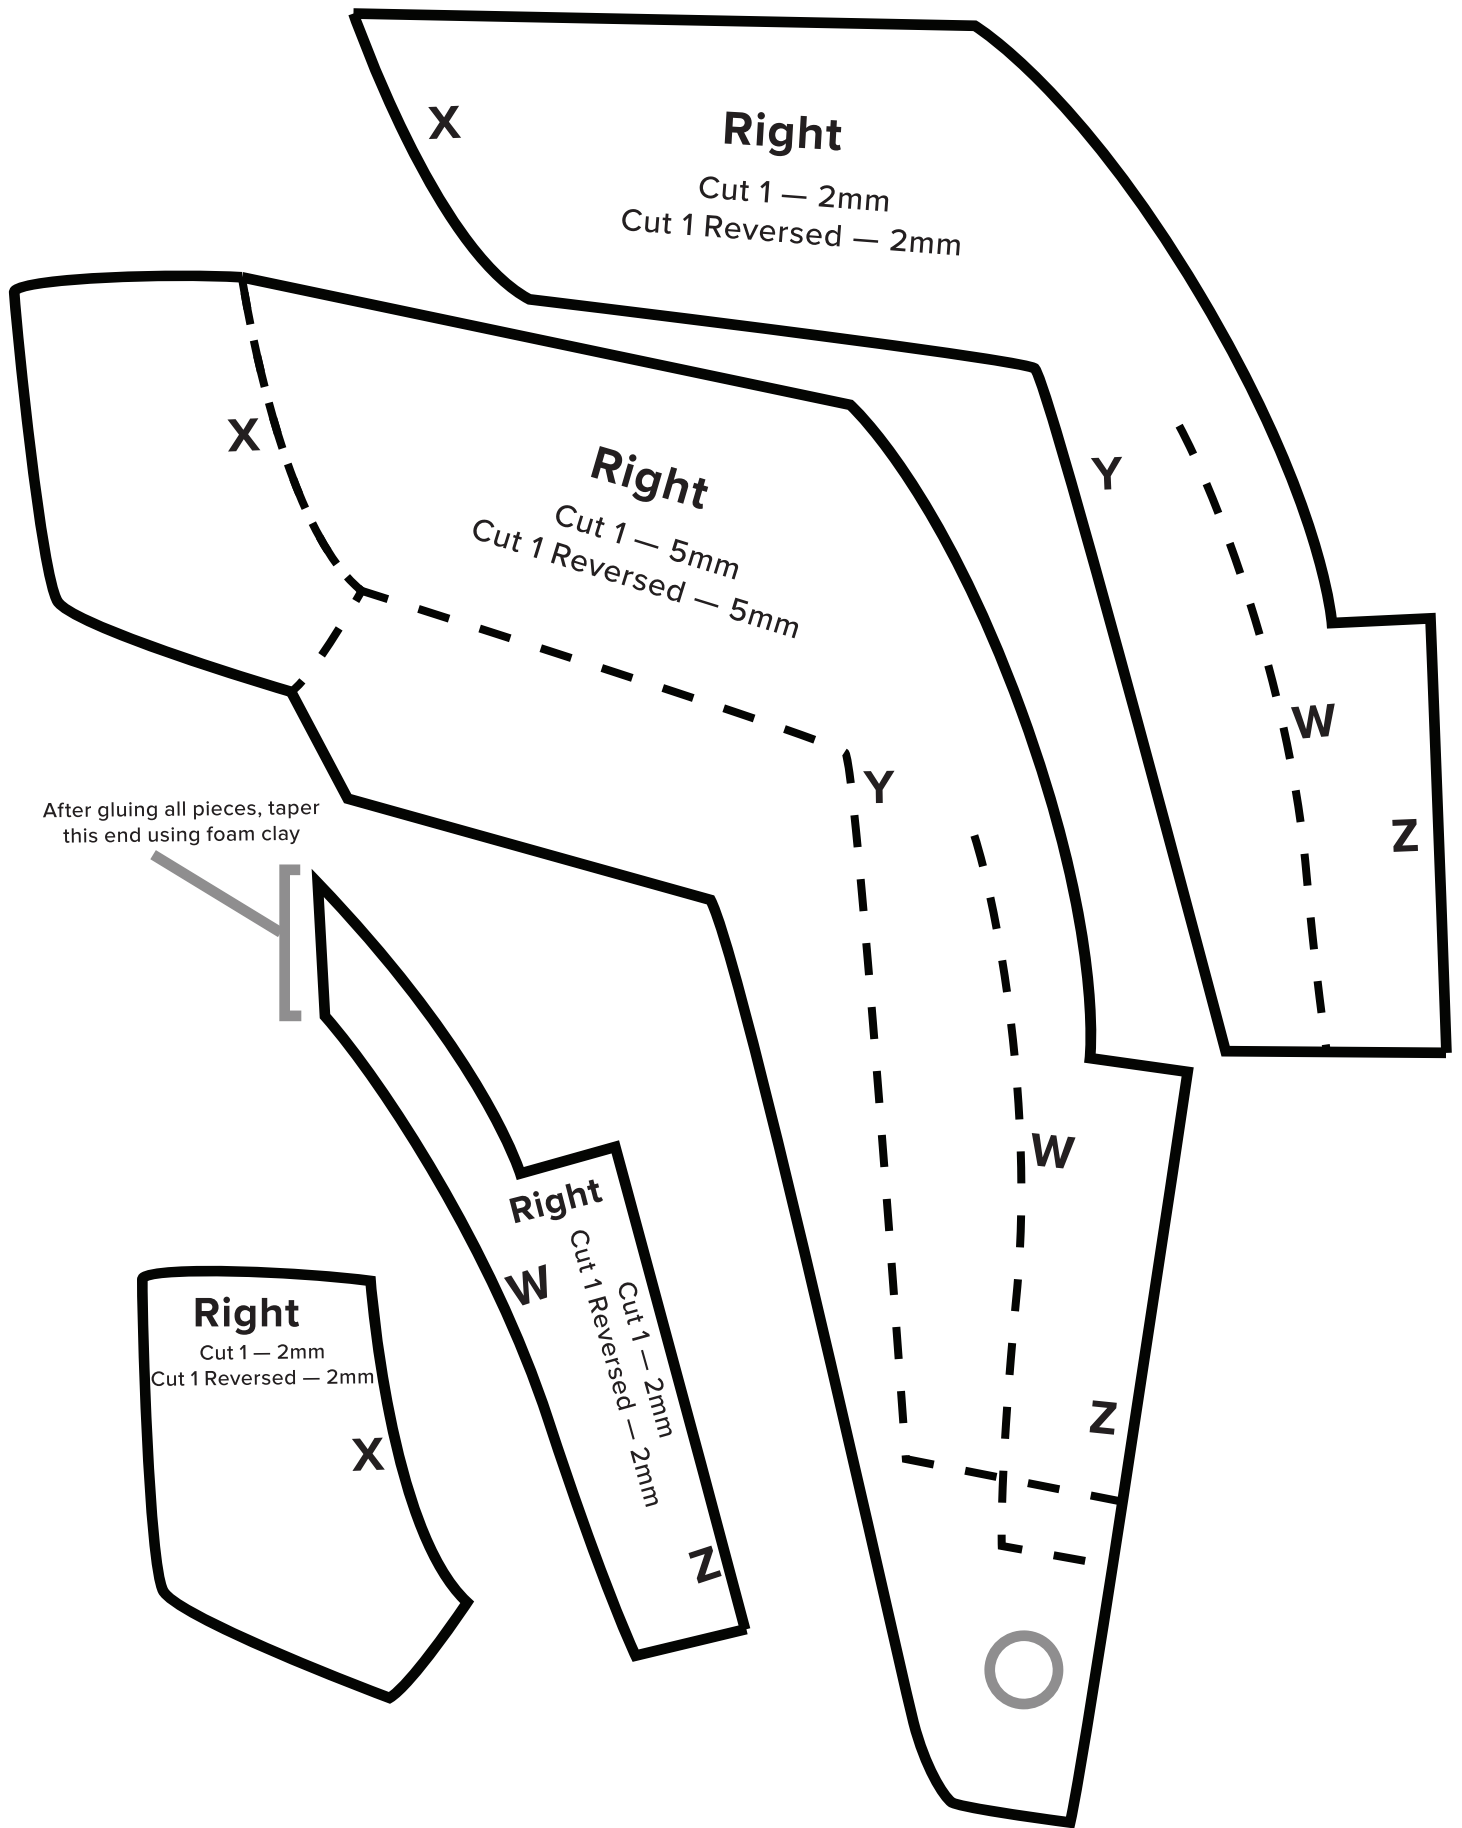 X
Right
Cut 1 — 2mm
Cut 1 Reversed — 2mm
Y
W
Z
X
Right
Cut 1 — 5mm
Cut 1 Reversed — 5mm
Y
W
Z
After gluing all pieces, taper
this end using foam clay
Right
W
Cut 1 — 2mm
Cut 1 Reversed — 2mm
Z
Right
Cut 1 — 2mm
Cut 1 Reversed — 2mm
X